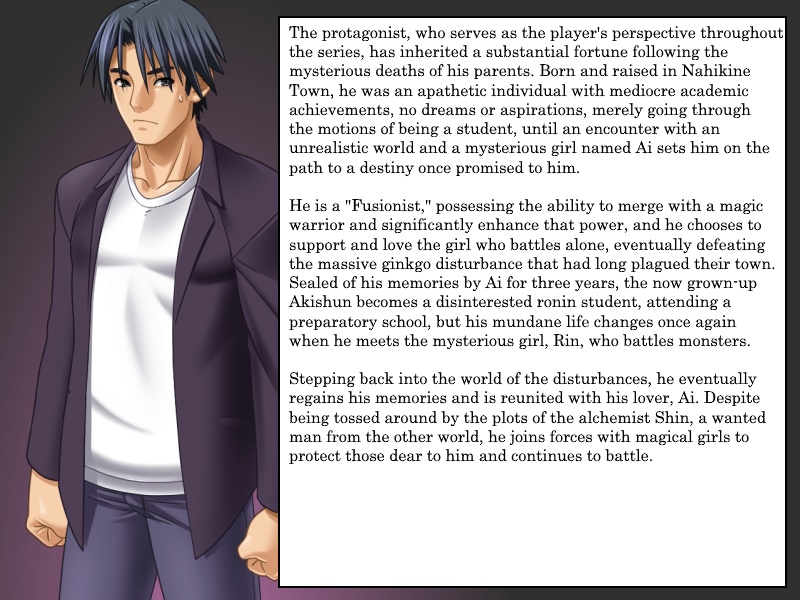 The protagonist, who serves as the player's perspective throughout
the series, has inherited a substantial fortune following the
mysterious deaths of his parents. Born and raised in Nahikine
Town, he was an apathetic individual with mediocre academic
achievements, no dreams or aspirations, merely going through
the motions of being a student, until an encounter with an
unrealistic world and a mysterious girl named Ai sets him on the
path to a destiny once promised to him.

He is a "Fusionist," possessing the ability to merge with a magic
warrior and significantly enhance that power, and he chooses to
support and love the girl who battles alone, eventually defeating
the massive ginkgo disturbance that had long plagued their town.
Sealed of his memories by Ai for three years, the now grown-up
Akishun becomes a disinterested ronin student, attending a
preparatory school, but his mundane life changes once again
when he meets the mysterious girl, Rin, who battles monsters.

Stepping back into the world of the disturbances, he eventually
regains his memories and is reunited with his lover, Ai. Despite
being tossed around by the plots of the alchemist Shin, a wanted
man from the other world, he joins forces with magical girls to
protect those dear to him and continues to battle.